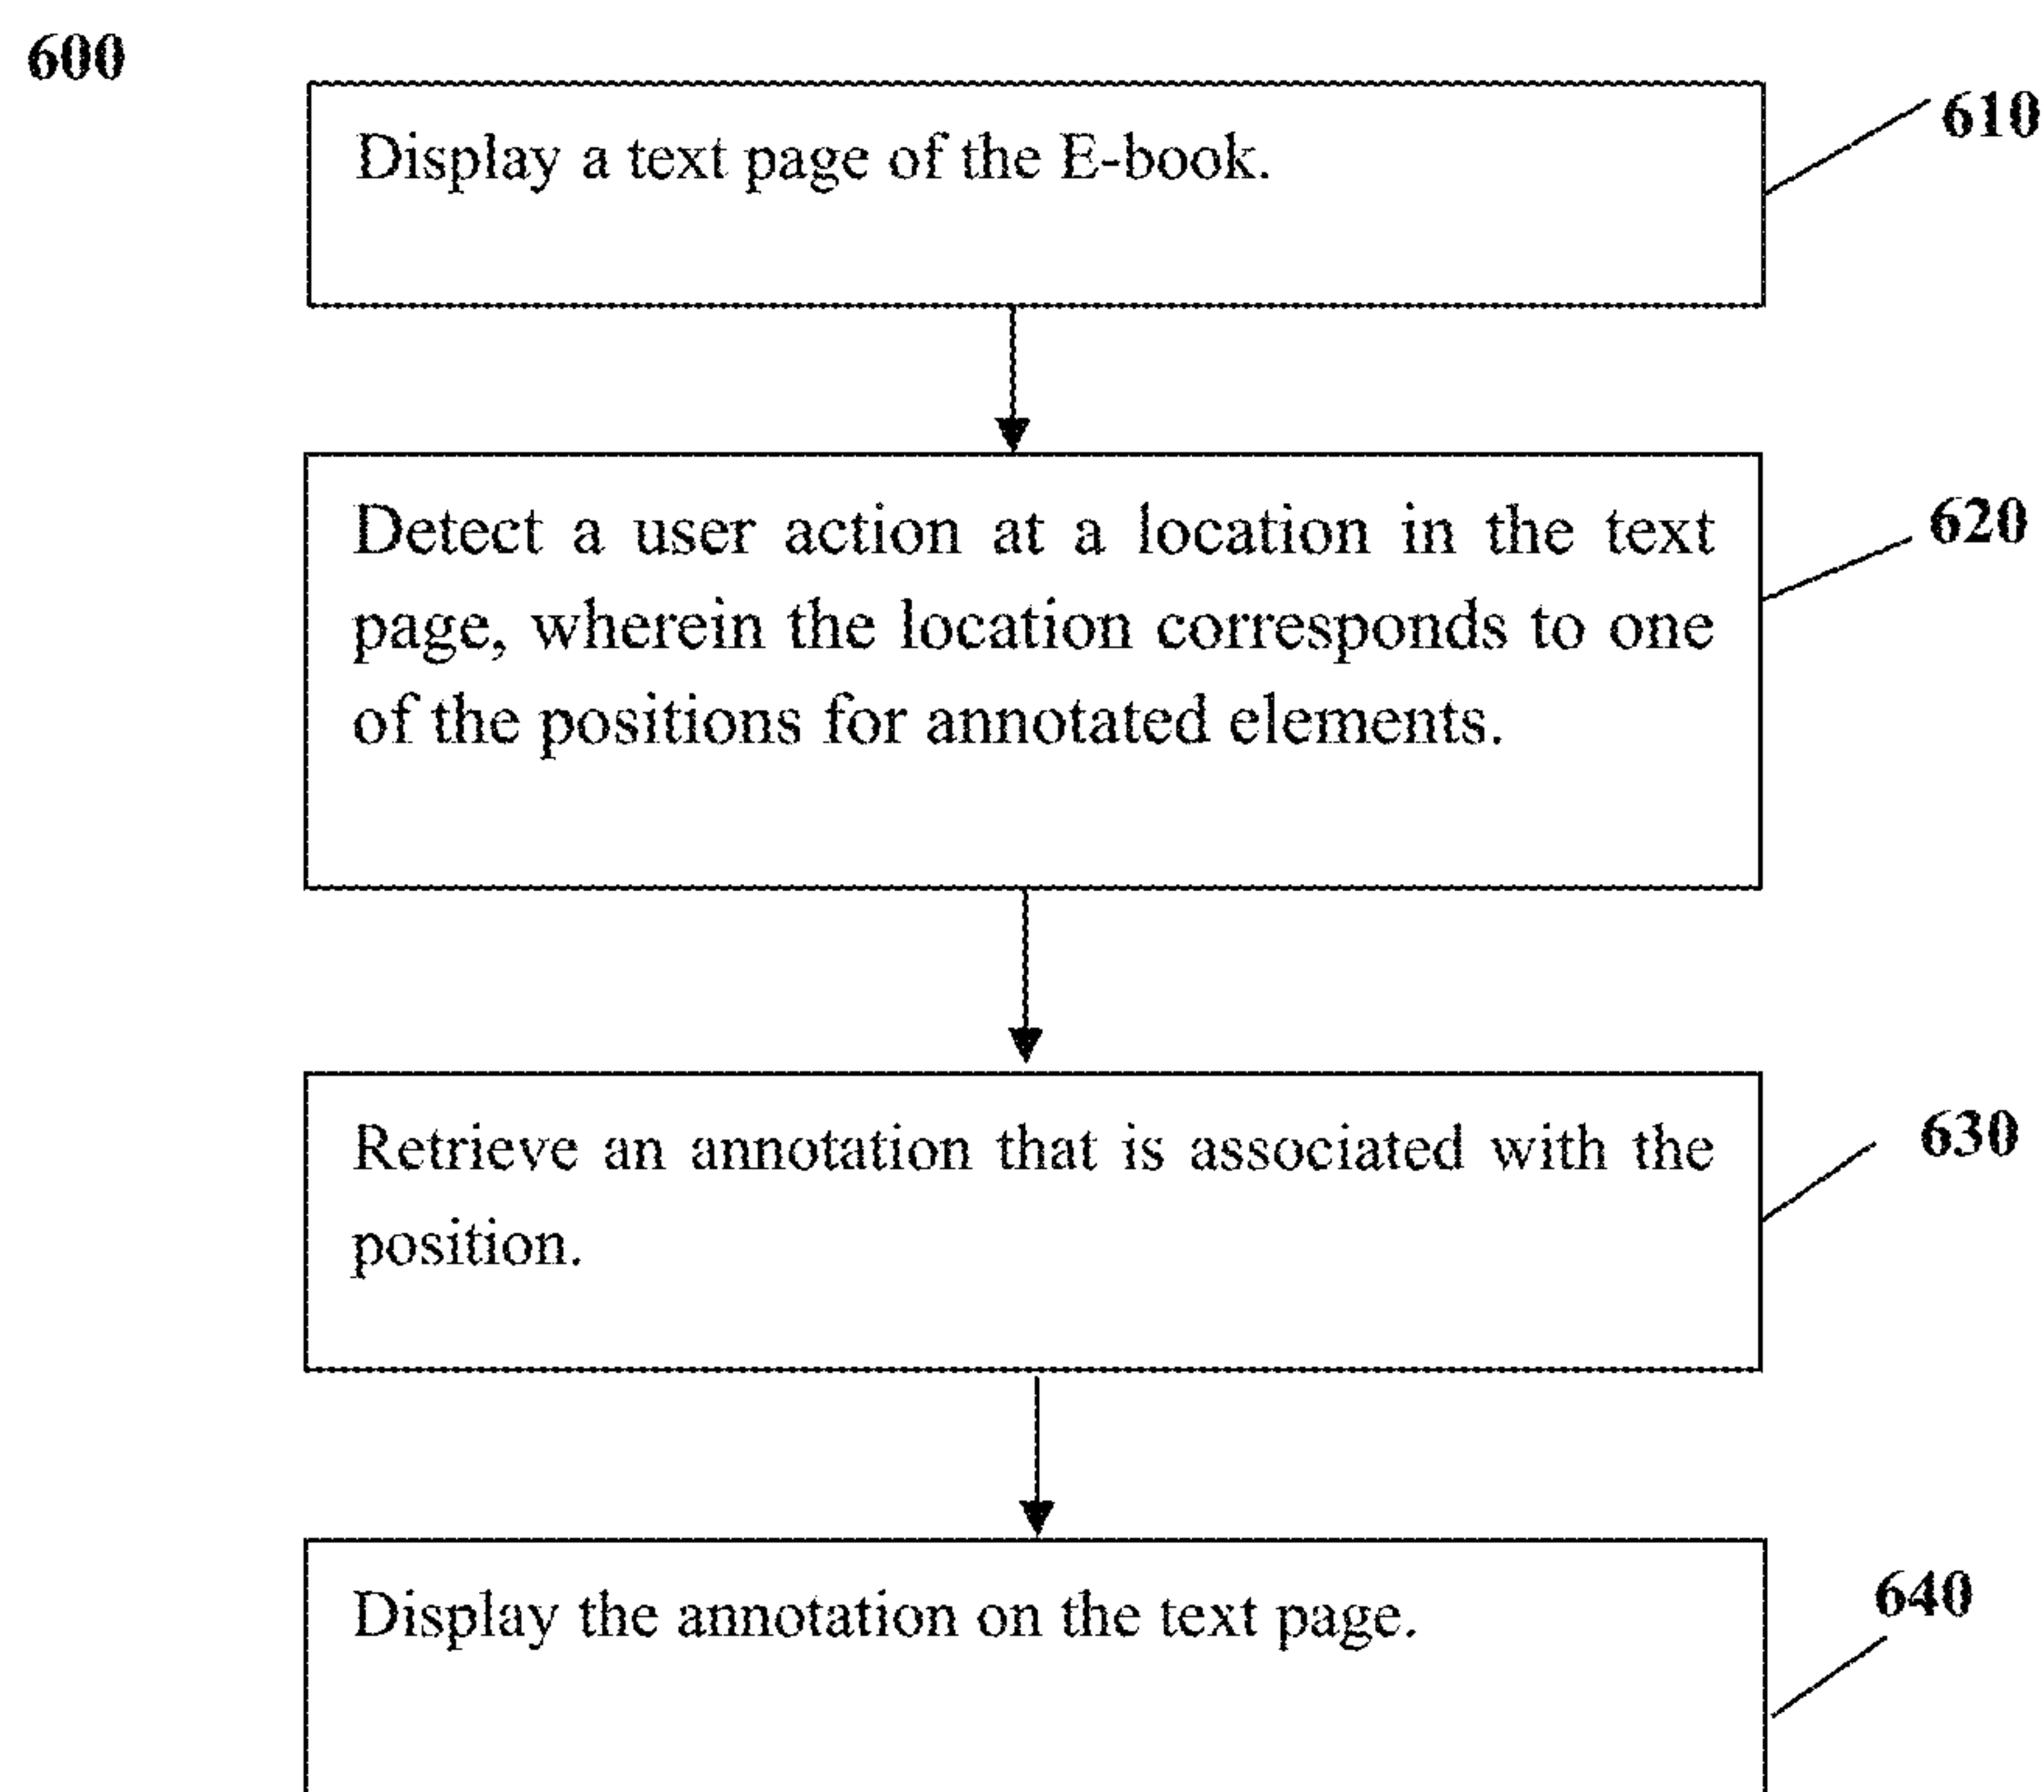 600
Display a text page of the E-book.
610
Detect a user action at a location in the text
page, wherein the location corresponds to one
of the positions for annotated elements.
620
Retrieve an annotation that is associated with the
position.
630
Display the annotation on the text page.
640